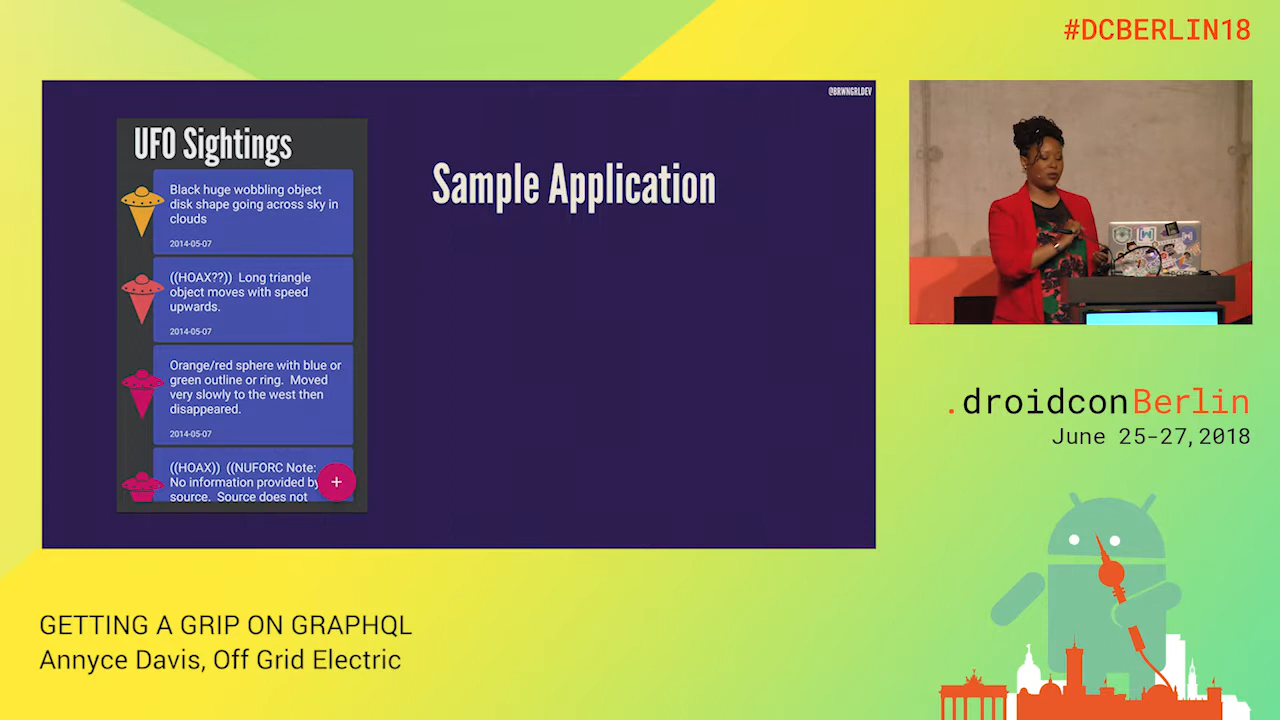 #DCBERLIN18
@BRWNGRLDEV
UFO Sightings
Black huge wobbling object
disk shape going across sky in
clouds
2014-05-07
((HOAX??)) Long triangle
object moves with speed
upwards.
2014-05-07
Orange/red sphere with blue or
green outline or ring. Moved
very slowly to the west then
disappeared.
2014-05-07
((HOAX)) ((NUFORC Note:
No information provided by
source. Source does not
+
Sample Application
.droidconBerlin
June 25-27, 2018
GETTING A GRIP ON GRAPHQL
Annyce Davis, Off Grid Electric